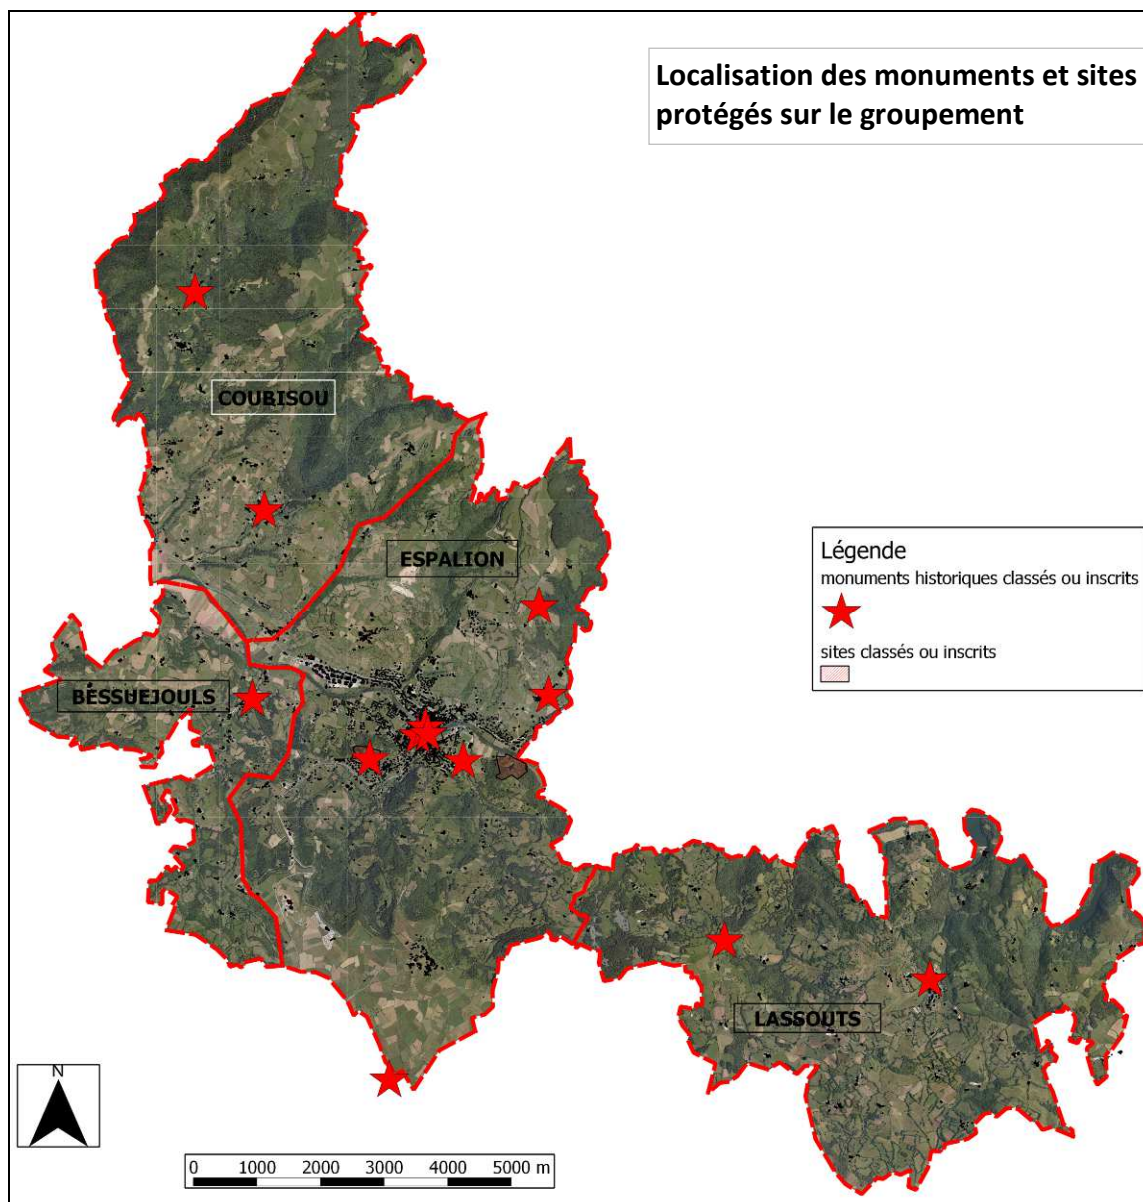 Localisation des monuments et sites
protégés sur le groupement
COUBISOU
ESPALION
BESSUEJOULS
LASSOUTS
Légende
monuments historiques classés ou inscrits
sites classés ou inscrits
N
0 1000 2000 3000 4000 5000 m